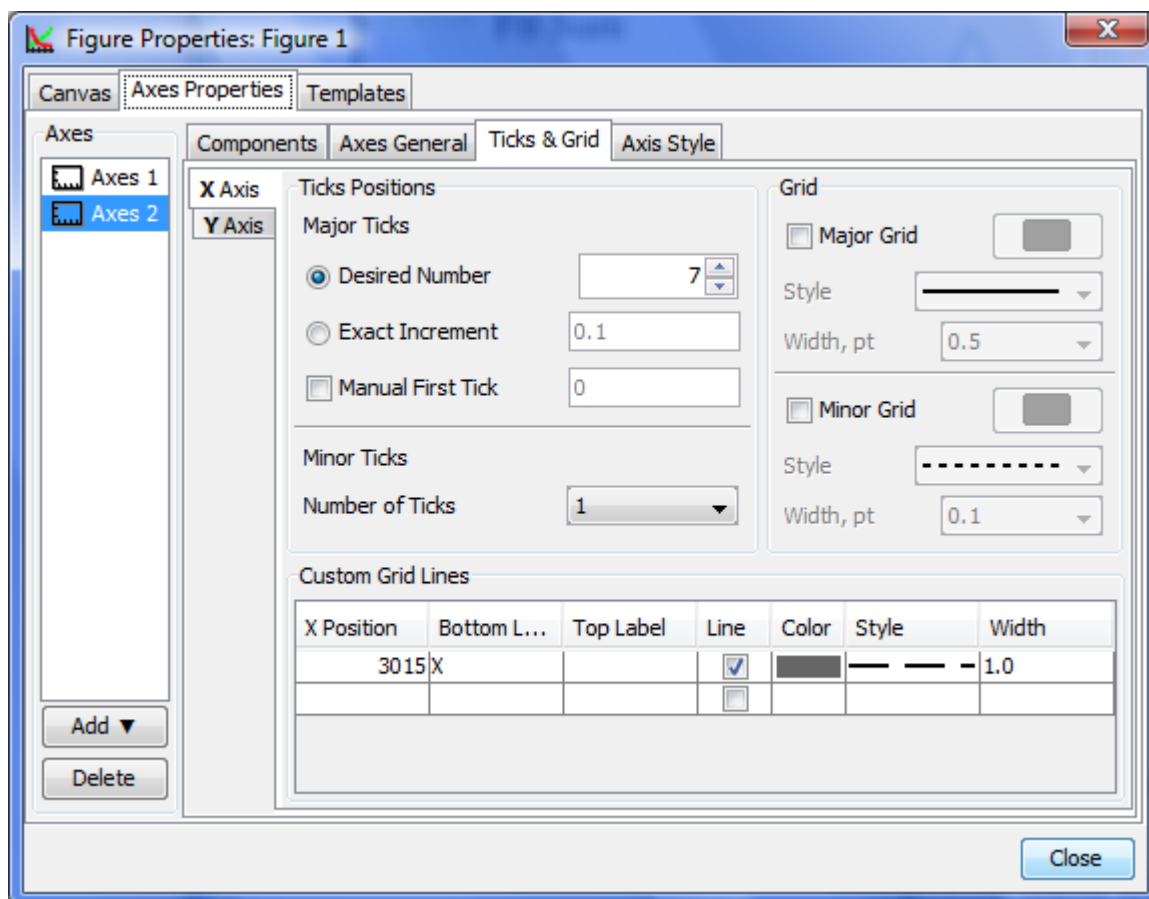 Figure Properties: Figure 1
Canvas Axes Properties Templates
Axes
Axes 1
Axes 2
Add ▼
Delete
Components Axes General Ticks & Grid Axis Style
X Axis
Y Axis
Ticks Positions
Major Ticks
Desired Number 7
Exact Increment 0.1
Manual First Tick 0
Minor Ticks
Number of Ticks 1
Grid
Major Grid
Style
Width, pt 0.5
Minor Grid
Style
Width, pt 0.1
Custom Grid Lines
X Position Bottom L... Top Label Line Color Style Width
3015 X 1.0
Close